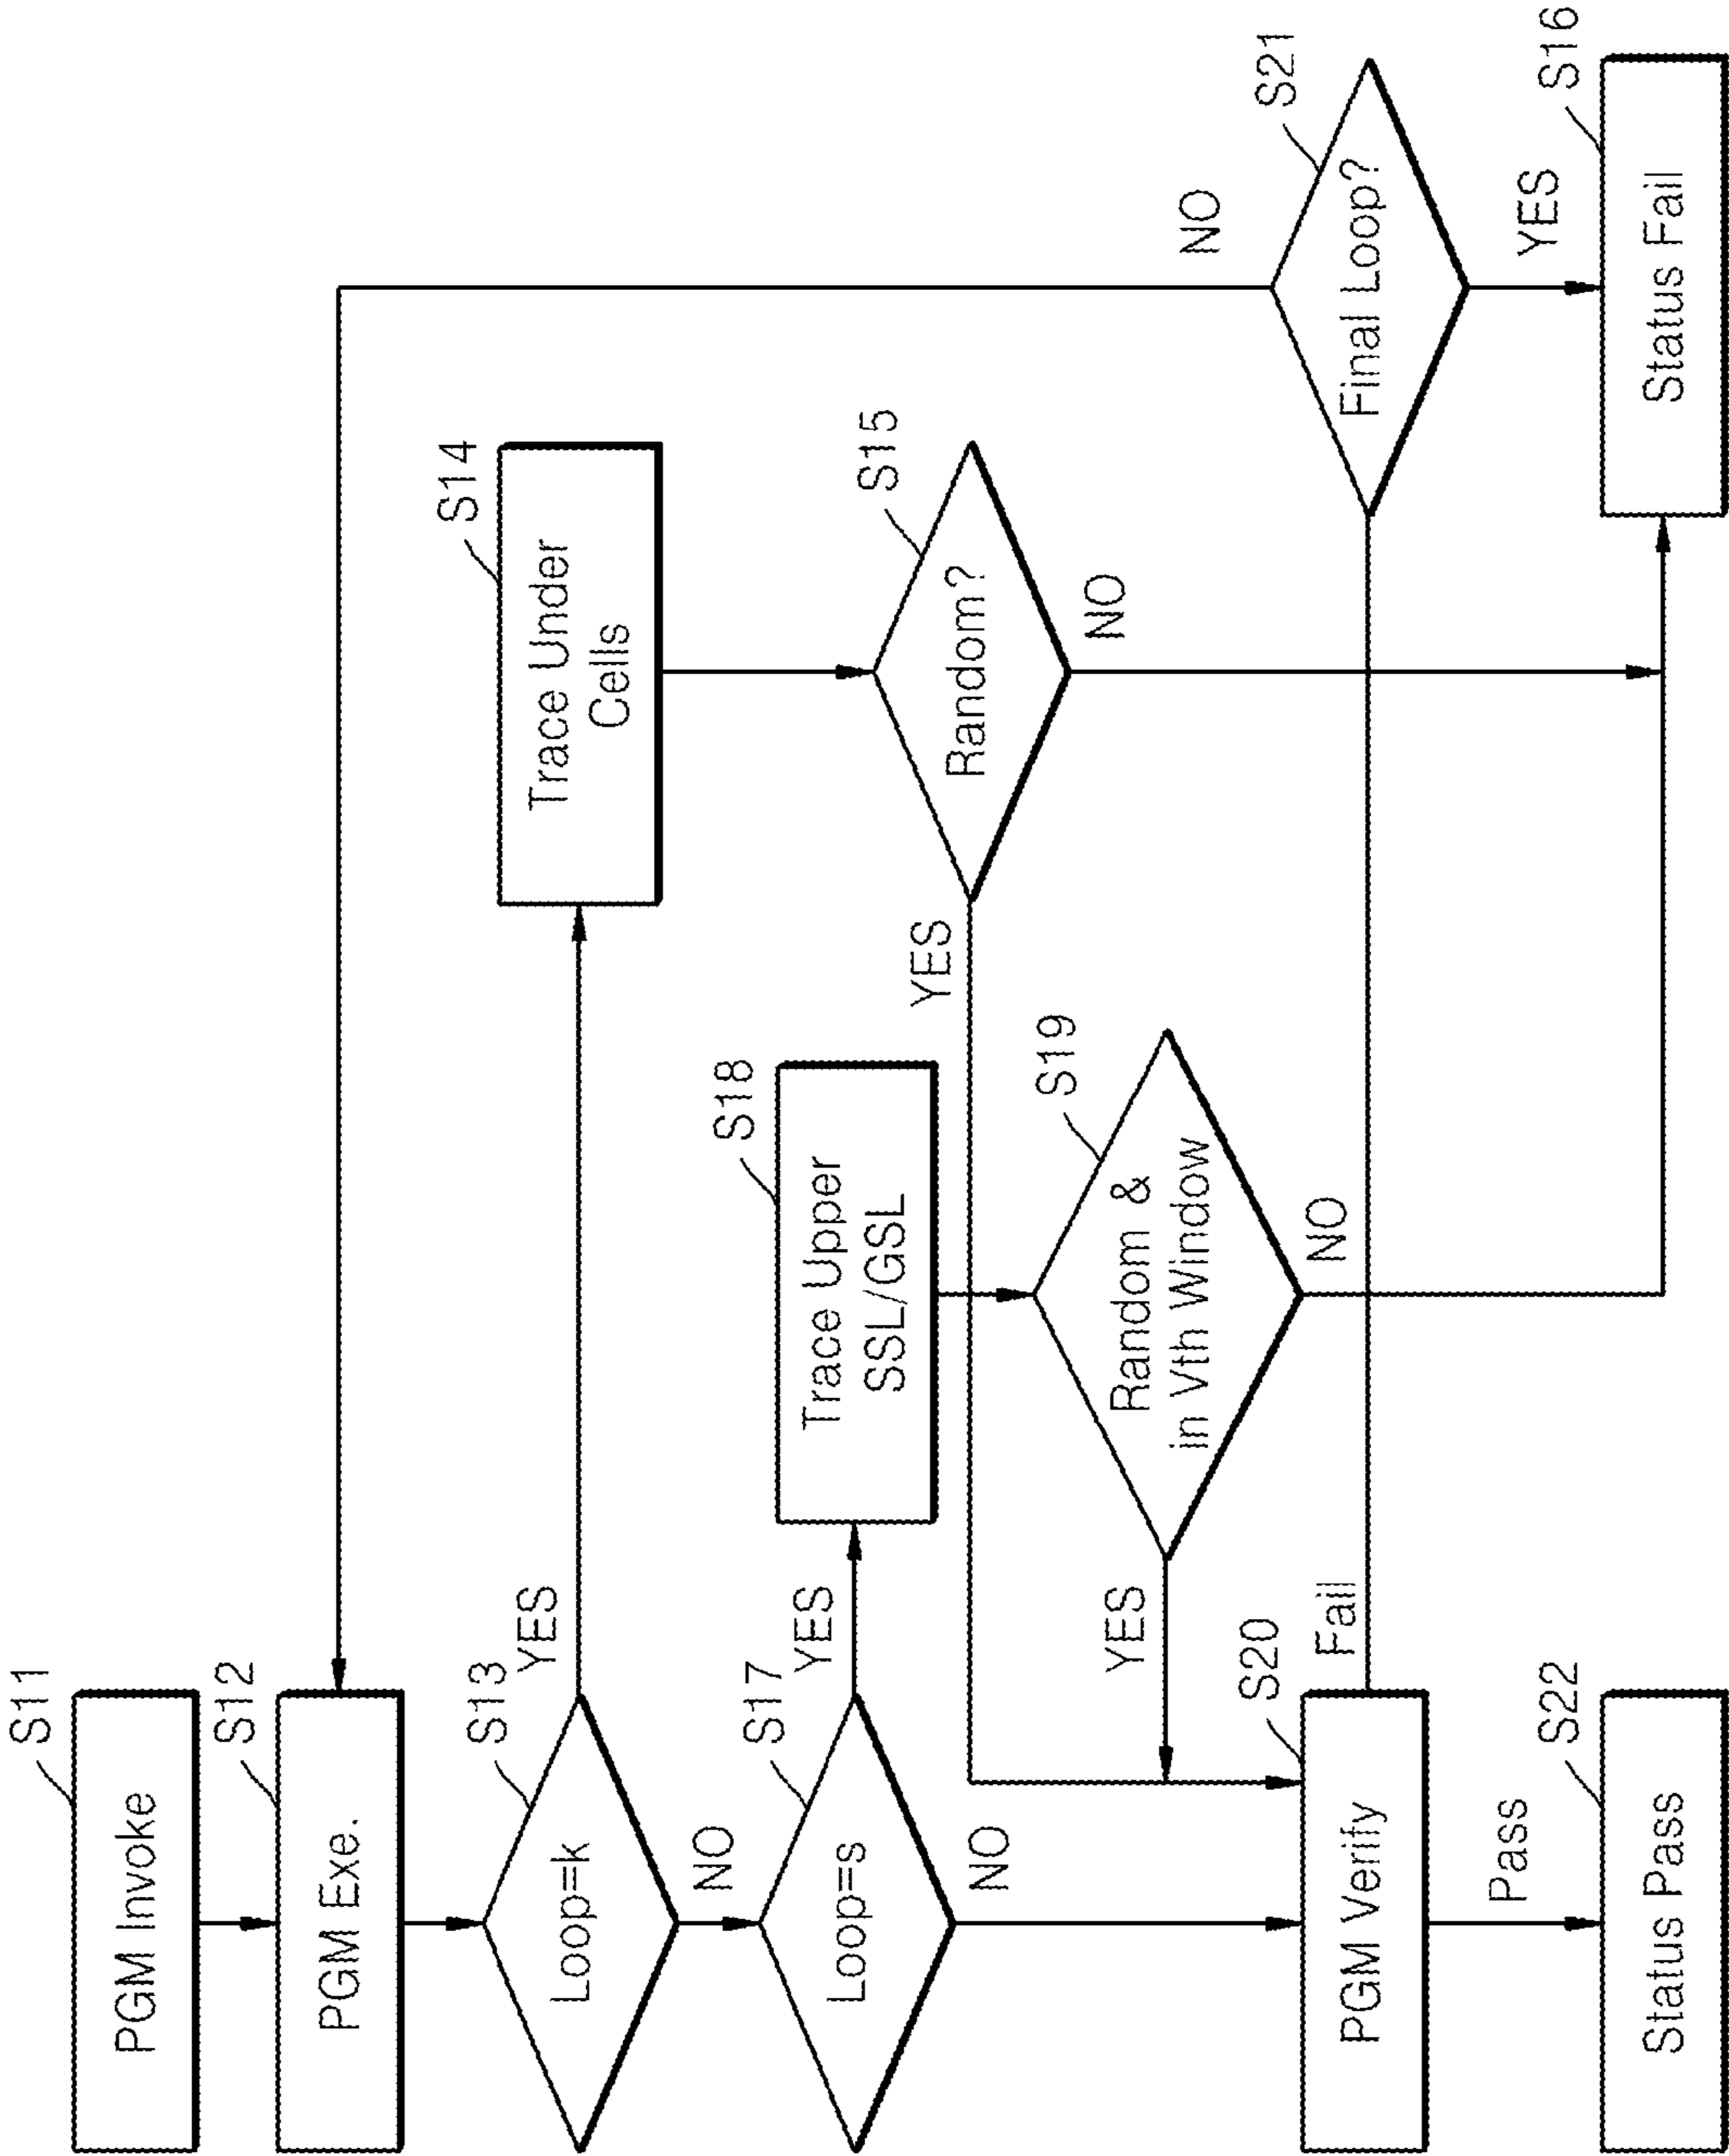 S11
PGM Invoke
S12
PGM Exe.
S13
Loop=k
YES
NO
S14
Trace Under
Cells
S15
Random?
YES
NO
S17
Loop=s
YES
NO
S18
Trace Upper
SSL/GSL
S19
Random &
in Vth Window
YES
NO
S20
PGM Verify
Fail
Pass
S21
Final Loop?
NO
YES
S22
Status Pass
S16
Status Fail